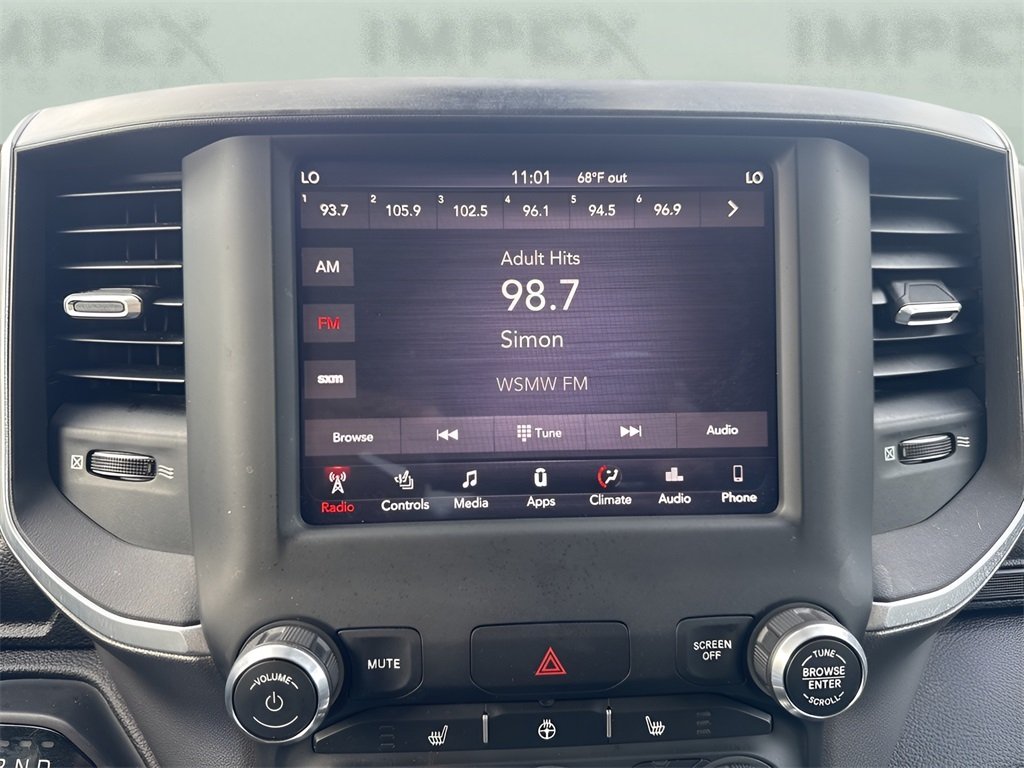 IMPEX IMPEX IMPEX
LO 11:01 68°F out LO
1 93.7 2 105.9 3 102.5 4 96.1 5 94.5 6 96.9
AM
Adult Hits
98.7
FM
Simon
sxm
WSMW FM
Browse Tune Audio
Radio Controls Media Apps Climate Audio Phone
VOLUME
MUTE
SCREEN
OFF
TUNE
BROWSE
ENTER
SCROLL
R N D